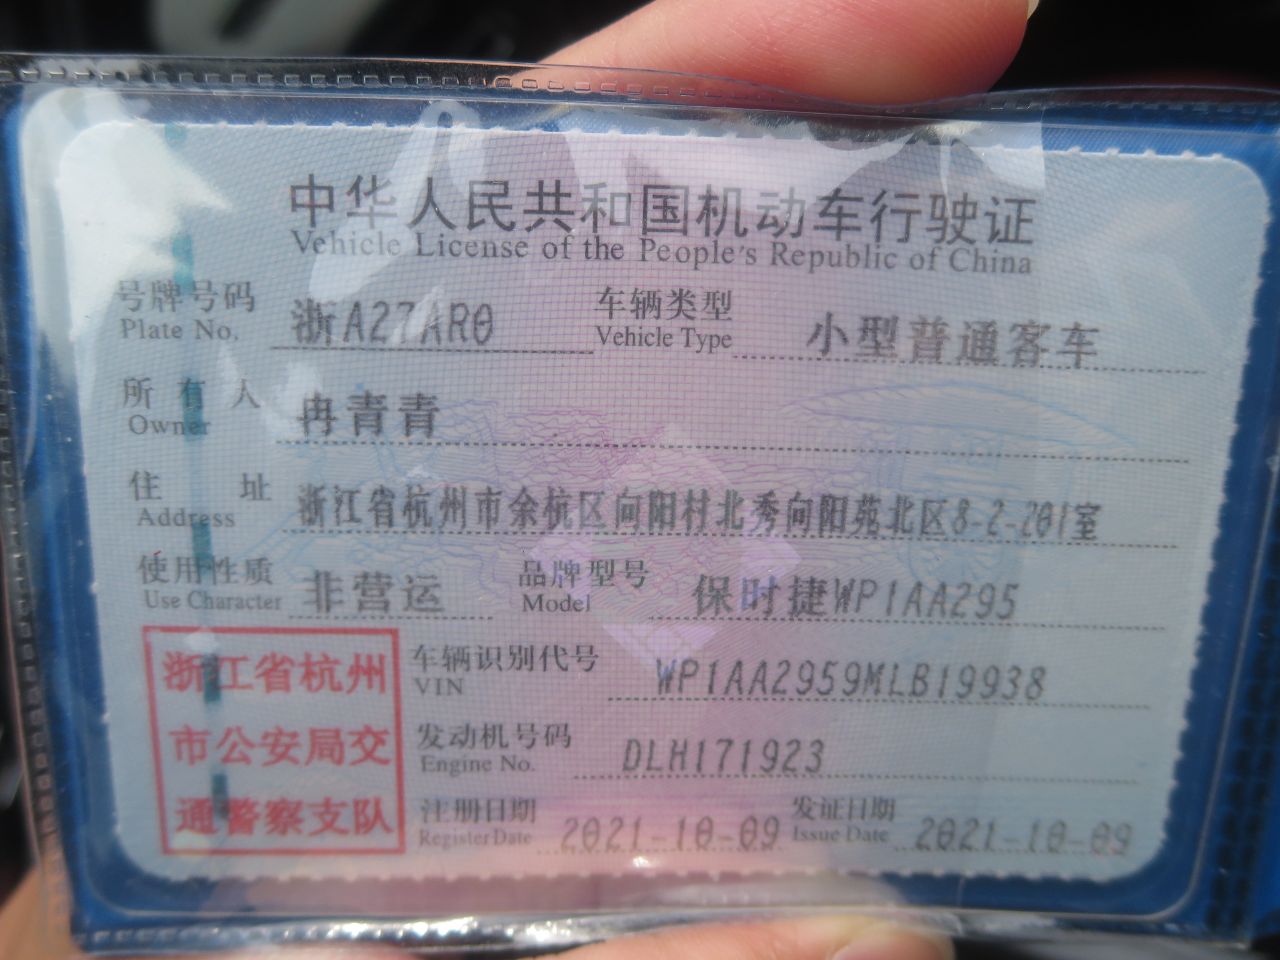 中华人民共和国机动车行驶证
Vehicle License of the People's Republic of China
号牌号码 浙A27AR0 车辆类型 小型普通客车
Plate No. Vehicle Type
所有人 冉青青
Owner
住址 浙江省杭州市余杭区向阳村北秀向阳苑北区8-2-201室
Address
使用性质 非营运 品牌型号 保时捷WP1AA295
Use Character Model
浙江省杭州
市公安局交
通警察支队
车辆识别代号 WP1AA2959MLB19938
VIN
发动机号码 DLH171923
Engine No.
注册日期 2021-10-09 发证日期 2021-10-09
Register Date Issue Date